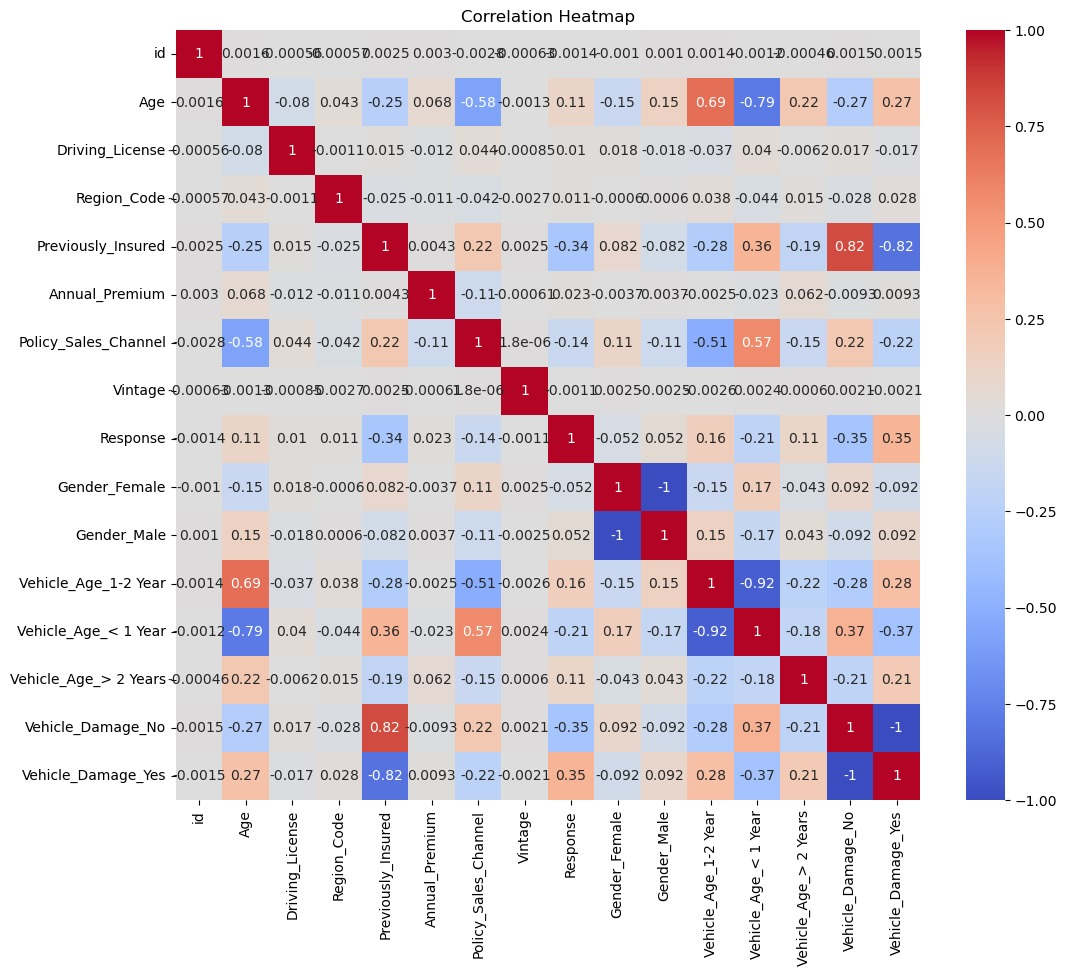 Correlation Heatmap
id 1 0.0016 -0.00056 -0.00057 0.0025 0.003 -0.0028 -0.00063 -0.0014 -0.001 0.001 0.0014 -0.0012 -0.00046 0.0015 -0.0015
Age 0.0016 1 -0.08 0.043 -0.25 0.068 -0.58 -0.0013 0.11 -0.15 0.15 0.69 -0.79 0.22 -0.27 0.27
Driving_License -0.00056 -0.08 1 -0.0011 0.015 -0.012 0.044 -0.00085 0.01 0.018 -0.018 -0.037 0.04 -0.0062 0.017 -0.017
Region_Code -0.00057 0.043 -0.0011 1 -0.025 -0.011 -0.042 -0.0027 0.011 -0.0006 0.0006 0.038 -0.044 0.015 -0.028 0.028
Previously_Insured 0.0025 -0.25 0.015 -0.025 1 0.0043 0.22 0.0025 -0.34 0.082 -0.082 -0.28 0.36 -0.19 0.82 -0.82
Annual_Premium 0.003 0.068 -0.012 -0.011 0.0043 1 -0.11 -0.00061 0.023 -0.0037 0.0037 -0.0025 -0.023 0.062 -0.0093 0.0093
Policy_Sales_Channel -0.0028 -0.58 0.044 -0.042 0.22 -0.11 1 1.8e-06 -0.14 0.11 -0.11 -0.51 0.57 -0.15 0.22 -0.22
Vintage -0.00063 -0.0013 -0.00085 -0.0027 0.0025 -0.00061 1.8e-06 1 -0.0011 0.0025 -0.0025 -0.0026 0.0024 0.0006 0.0021 -0.0021
Response -0.0014 0.11 0.01 0.011 -0.34 0.023 -0.14 -0.0011 1 -0.052 0.052 0.16 -0.21 0.11 -0.35 0.35
Gender_Female -0.001 -0.15 0.018 -0.0006 0.082 -0.0037 0.11 0.0025 -0.052 1 -1 -0.15 0.17 -0.043 0.092 -0.092
Gender_Male 0.001 0.15 -0.018 0.0006 -0.082 0.0037 -0.11 -0.0025 0.052 -1 1 0.15 -0.17 0.043 -0.092 0.092
Vehicle_Age_1-2 Year 0.0014 0.69 -0.037 0.038 -0.28 -0.0025 -0.51 -0.0026 0.16 -0.15 0.15 1 -0.92 -0.22 -0.28 0.28
Vehicle_Age_< 1 Year -0.0012 -0.79 0.04 -0.044 0.36 -0.023 0.57 0.0024 -0.21 0.17 -0.17 -0.92 1 -0.18 0.37 -0.37
Vehicle_Age_> 2 Years -0.00046 0.22 -0.0062 0.015 -0.19 0.062 -0.15 0.0006 0.11 -0.043 0.043 -0.22 -0.18 1 -0.21 0.21
Vehicle_Damage_No 0.0015 -0.27 0.017 -0.028 0.82 -0.0093 0.22 0.0021 -0.35 0.092 -0.092 -0.28 0.37 -0.21 1 -1
Vehicle_Damage_Yes -0.0015 0.27 -0.017 0.028 -0.82 0.0093 -0.22 -0.0021 0.35 -0.092 0.092 0.28 -0.37 0.21 -1 1
id
Age
Driving_License
Region_Code
Previously_Insured
Annual_Premium
Policy_Sales_Channel
Vintage
Response
Gender_Female
Gender_Male
Vehicle_Age_1-2 Year
Vehicle_Age_< 1 Year
Vehicle_Age_> 2 Years
Vehicle_Damage_No
Vehicle_Damage_Yes
1.00
0.75
0.50
0.25
0.00
−0.25
−0.50
−0.75
−1.00